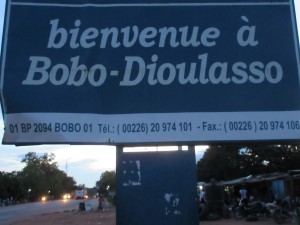 bienvenue à
Bobo-Dioulasso
01 BP 2094 BOBO 01 Tél.: (00226) 20 974 101 - Fax.: (00226) 20 974 106